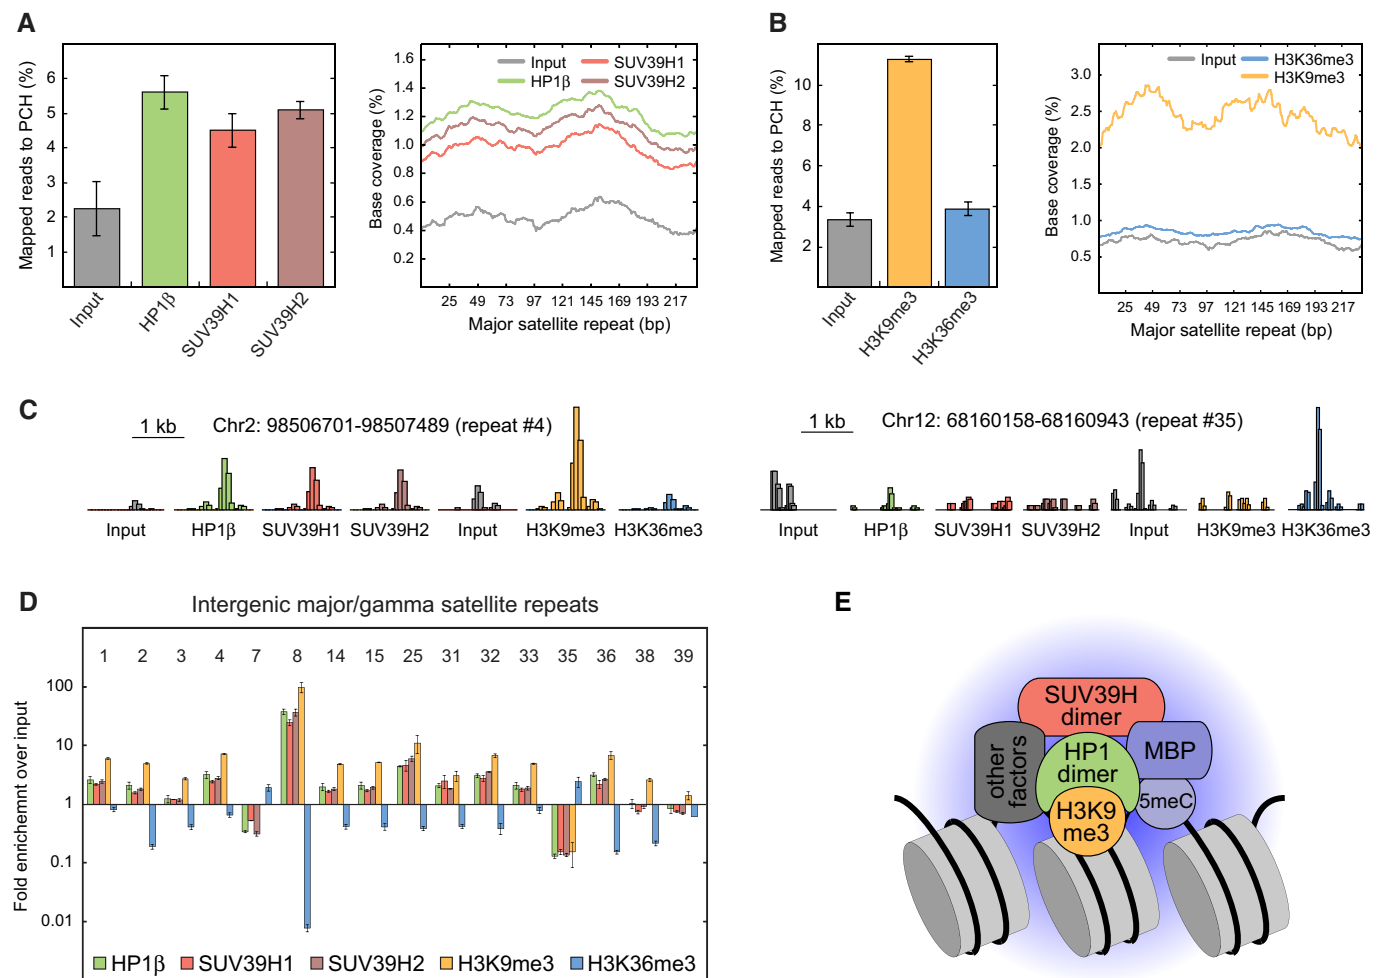 A
Mapped reads to PCH (%)
6
5
4
3
2
1
Input
HP1β
SUV39H1
SUV39H2
Base coverage (%)
1.6
1.4
1.2
1.0
0.8
0.6
0.4
0.2
Input
SUV39H1
HP1β
SUV39H2
25 49 73 97 121 145 169 193 217
Major satellite repeat (bp)
B
Mapped reads to PCH (%)
10
8
6
4
2
Input
H3K9me3
H3K36me3
Base coverage (%)
3.0
2.5
2.0
1.5
1.0
0.5
Input
H3K36me3
H3K9me3
25 49 73 97 121 145 169 193 217
Major satellite repeat (bp)
C
1 kb
Chr2: 98506701-98507489 (repeat #4)
Input HP1β SUV39H1 SUV39H2 Input H3K9me3 H3K36me3
1 kb
Chr12: 68160158-68160943 (repeat #35)
Input HP1β SUV39H1 SUV39H2 Input H3K9me3 H3K36me3
D
Intergenic major/gamma satellite repeats
1 2 3 4 7 8 14 15 25 31 32 33 35 36 38 39
Fold enrichemnt over input
100
10
1
0.1
0.01
HP1β SUV39H1 SUV39H2 H3K9me3 H3K36me3
E
SUV39H
dimer
other
factors
HP1
dimer
MBP
H3K9
me3
5meC